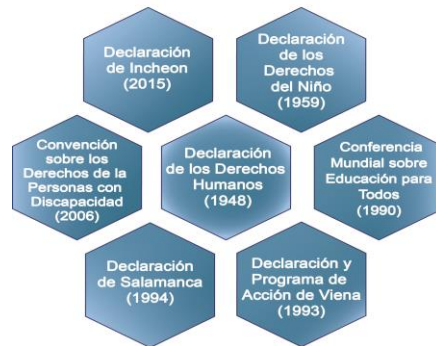 Declaración
de Incheon
(2015)
Declaración
de los
Derechos
del Niño
(1959)
Convención
sobre los
Derechos de la
Personas con
Discapacidad
(2006)
Declaración
de los Derechos
Humanos
(1948)
Conferencia
Mundial sobre
Educación para
Todos
(1990)
Declaración
de Salamanca
(1994)
Declaración y
Programa de
Acción de Viena
(1993)